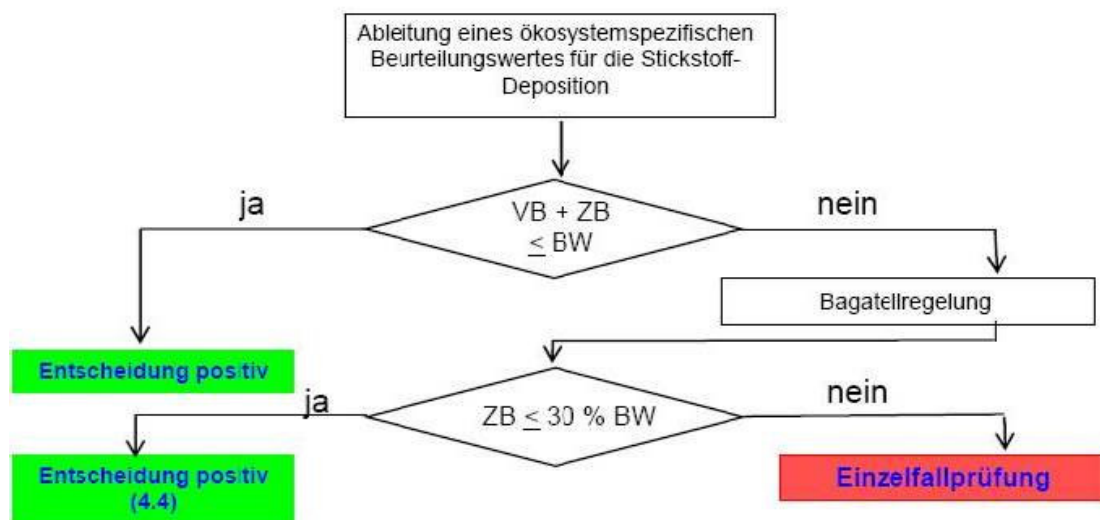 Ableitung eines ökosystemspezifischen
Beurteilungswertes für die Stickstoff-
Deposition
ja
nein
VB + ZB
≤ BW
Bagatellregelung
Entscheidung positiv
ja
nein
ZB ≤ 30 % BW
Entscheidung positiv
(4.4)
Einzelfallprüfung